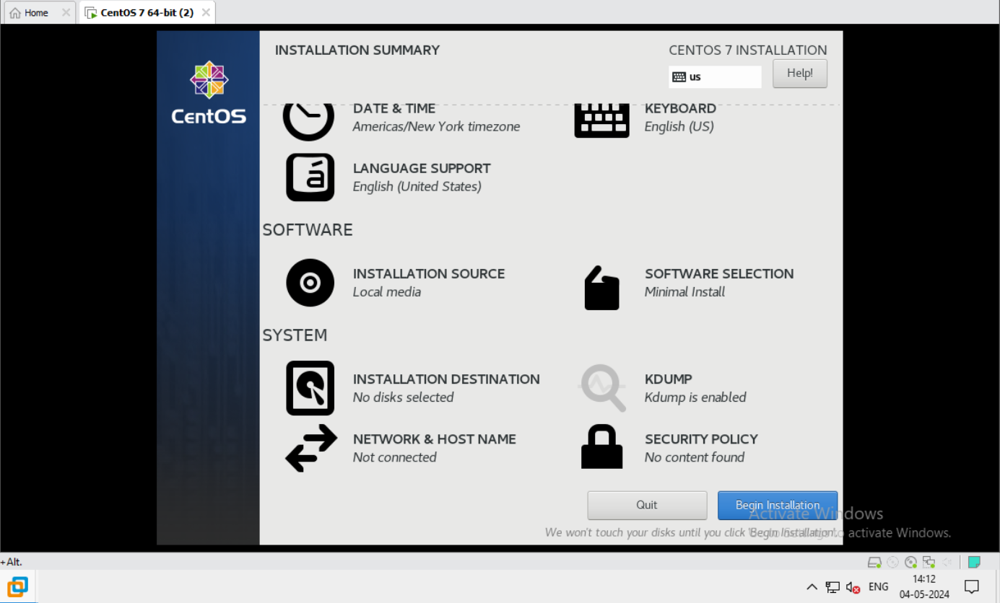 Home
CentOS 7 64-bit (2)
INSTALLATION SUMMARY
CENTOS 7 INSTALLATION
us
Help!
CentOS
DATE & TIME
Americas/New York timezone
KEYBOARD
English (US)
LANGUAGE SUPPORT
English (United States)
SOFTWARE
INSTALLATION SOURCE
Local media
SOFTWARE SELECTION
Minimal Install
SYSTEM
INSTALLATION DESTINATION
No disks selected
KDUMP
Kdump is enabled
NETWORK & HOST NAME
Not connected
SECURITY POLICY
No content found
Quit
Begin Installation
Activate Windows
We won't touch your disks until you click 'Begin Installation'.
Go to Settings to activate Windows.
+Alt.
ENG
14:12
04-05-2024